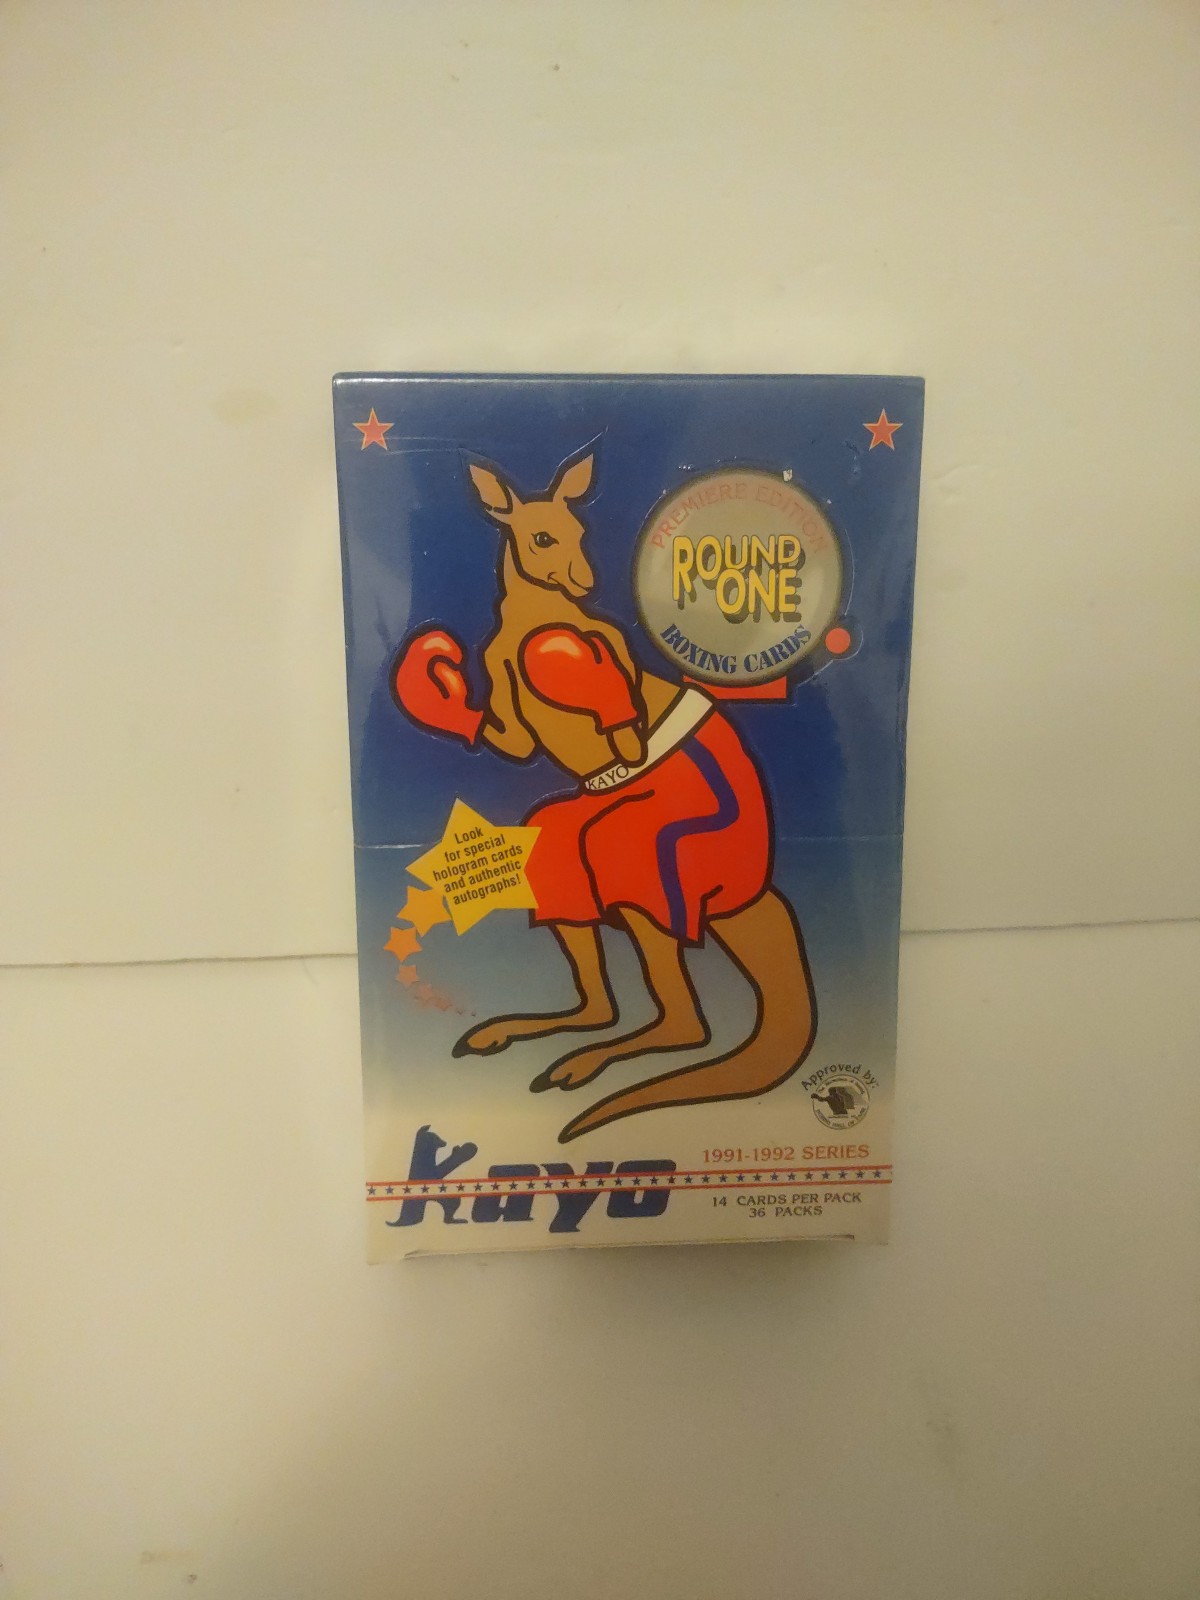 PREMIERE EDITION
ROUND
ONE
BOXING CARDS
KAYO
Look
for special
hologram cards
and authentic
autographs!
Approved by:
Kayo
1991-1992 SERIES
14 CARDS PER PACK
36 PACKS